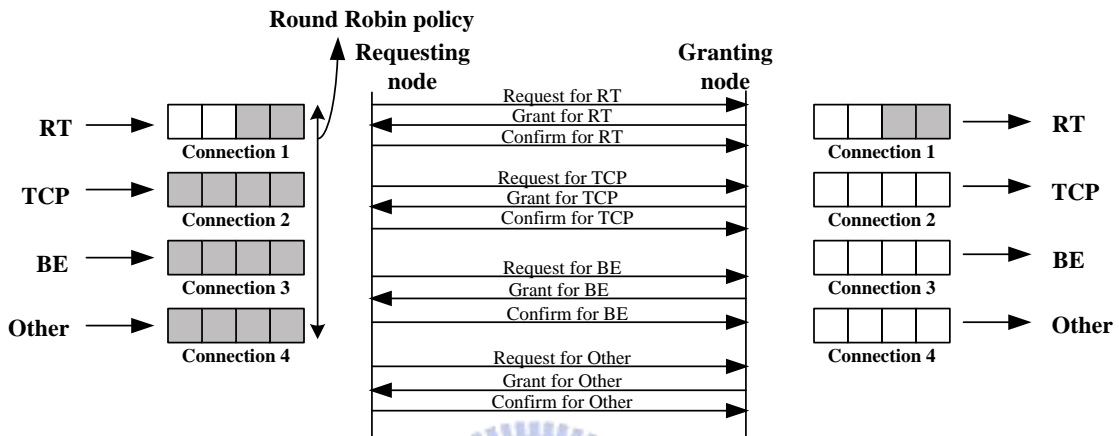 Round Robin policy
Requesting
node
Granting
node
RT
Connection 1
TCP
Connection 2
BE
Connection 3
Other
Connection 4
Request for RT
Grant for RT
Confirm for RT
Request for TCP
Grant for TCP
Confirm for TCP
Request for BE
Grant for BE
Confirm for BE
Request for Other
Grant for Other
Confirm for Other
RT
Connection 1
TCP
Connection 2
BE
Connection 3
Other
Connection 4